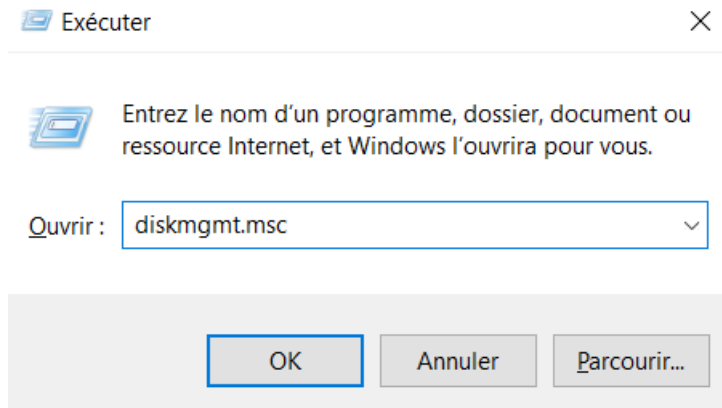 Exécuter
Entrez le nom d’un programme, dossier, document ou
ressource Internet, et Windows l’ouvrira pour vous.
Ouvrir : diskmgmt.msc
OK Annuler Parcourir...